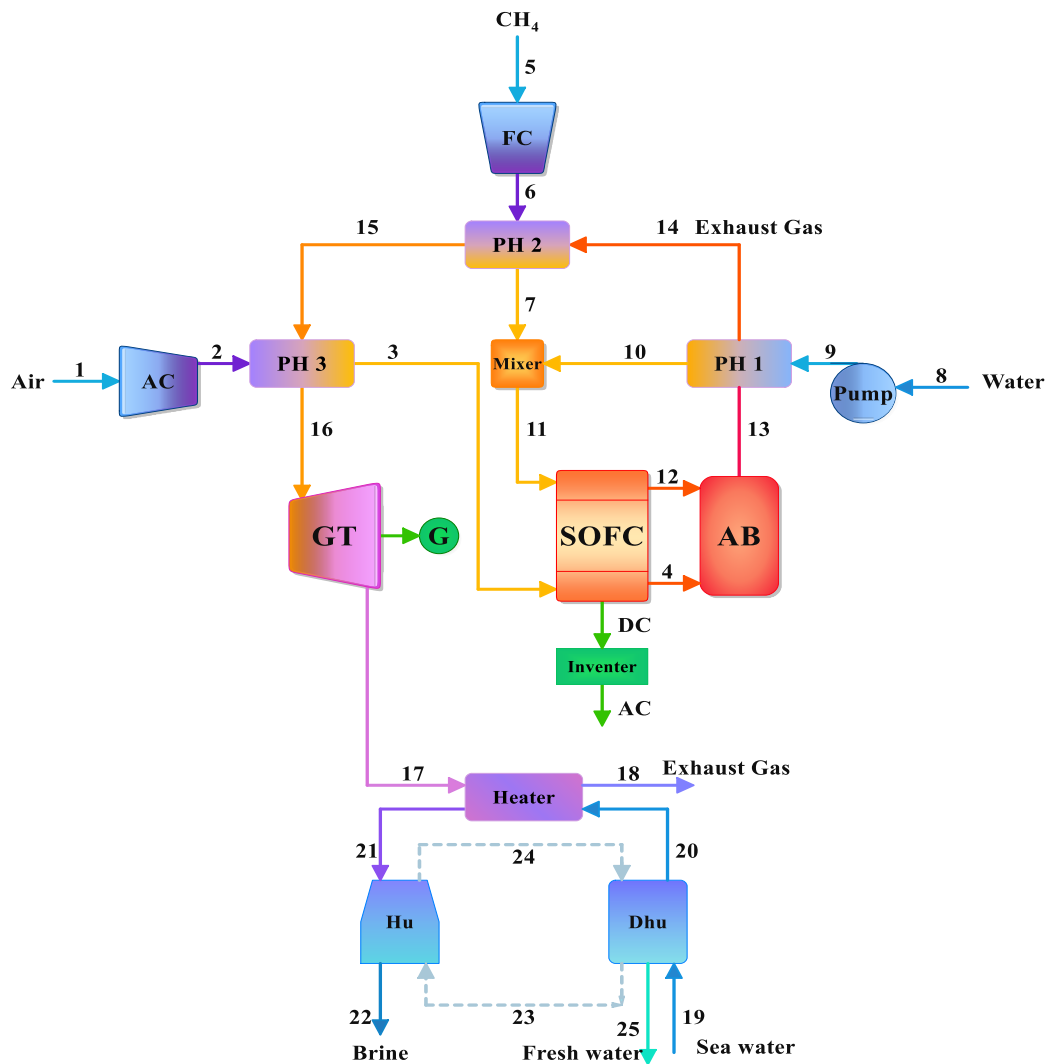 CH₄
5
FC
6
15
14 Exhaust Gas
PH 2
7
1
Air
AC
2
PH 3
3
Mixer
10
PH 1
9
Pump
8
Water
16
11
13
12
GT
G
SOFC
AB
4
DC
Inventer
AC
17
Heater
18
Exhaust Gas
21
24
20
Hu
Dhu
22
23
25
19
Brine
Fresh water
Sea water